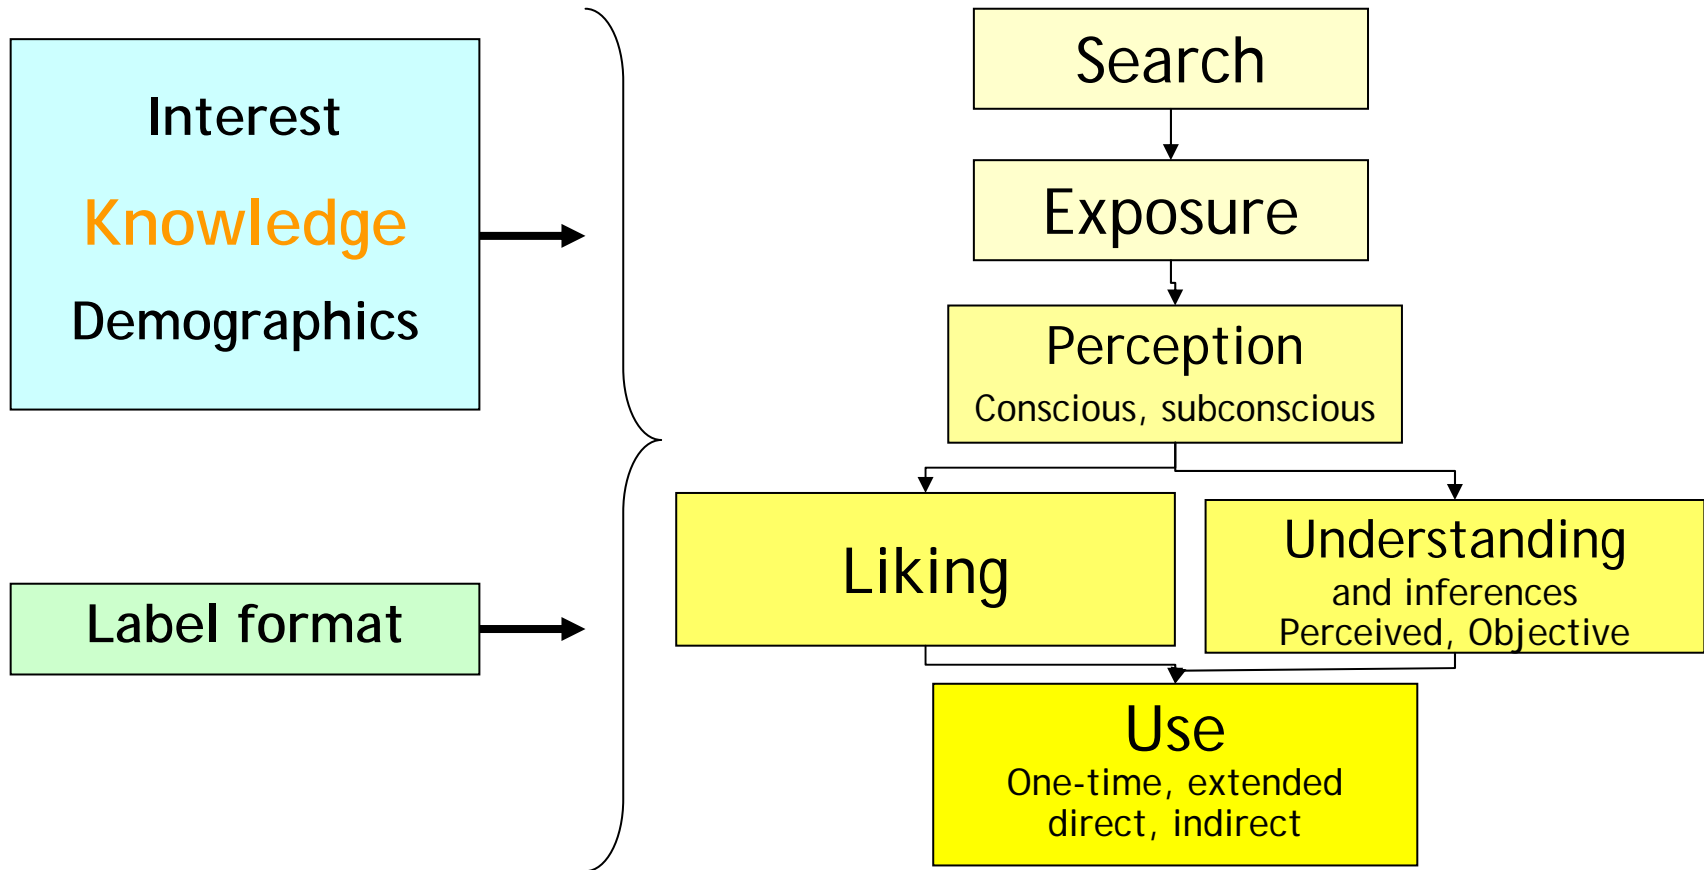 Interest
Knowledge
Demographics
Label format
Search
Exposure
Perception
Conscious, subconscious
Liking
Understanding
and inferences
Perceived, Objective
Use
One-time, extended
direct, indirect